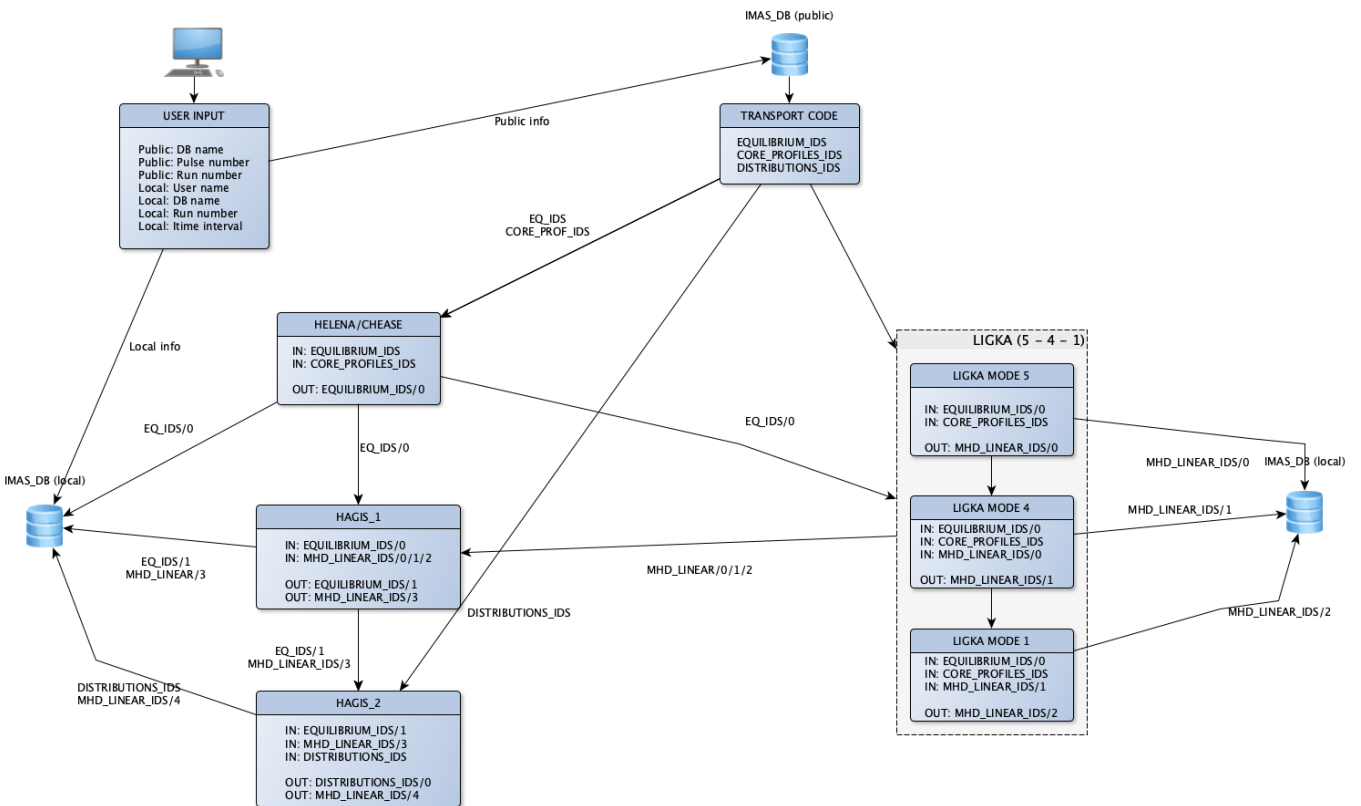 IMAS_DB (public)
USER INPUT
Public: DB name
Public: Pulse number
Public: Run number
Local: User name
Local: DB name
Local: Run number
Local: Itime interval
Public info
TRANSPORT CODE
EQUILIBRIUM_IDS
CORE_PROFILES_IDS
DISTRIBUTIONS_IDS
EQ_IDS
CORE_PROF_IDS
Local info
HELENA/CHEASE
IN: EQUILIBRIUM_IDS
IN: CORE_PROFILES_IDS
OUT: EQUILIBRIUM_IDS/0
EQ_IDS/0
EQ_IDS/0
EQ_IDS/0
LIGKA (5 – 4 – 1)
LIGKA MODE 5
IN: EQUILIBRIUM_IDS/0
IN: CORE_PROFILES_IDS
OUT: MHD_LINEAR_IDS/0
MHD_LINEAR_IDS/0
IMAS_DB (local)
IMAS_DB (local)
HAGIS_1
IN: EQUILIBRIUM_IDS/0
IN: MHD_LINEAR_IDS/0/1/2
OUT: EQUILIBRIUM_IDS/1
OUT: MHD_LINEAR_IDS/3
EQ_IDS/1
MHD_LINEAR/3
MHD_LINEAR/0/1/2
LIGKA MODE 4
IN: EQUILIBRIUM_IDS/0
IN: CORE_PROFILES_IDS
IN: MHD_LINEAR_IDS/0
OUT: MHD_LINEAR_IDS/1
MHD_LINEAR_IDS/1
DISTRIBUTIONS_IDS
MHD_LINEAR_IDS/2
EQ_IDS/1
MHD_LINEAR_IDS/3
LIGKA MODE 1
IN: EQUILIBRIUM_IDS/0
IN: CORE_PROFILES_IDS
IN: MHD_LINEAR_IDS/1
OUT: MHD_LINEAR_IDS/2
DISTRIBUTIONS_IDS
MHD_LINEAR_IDS/4
HAGIS_2
IN: EQUILIBRIUM_IDS/1
IN: MHD_LINEAR_IDS/3
IN: DISTRIBUTIONS_IDS
OUT: DISTRIBUTIONS_IDS/0
OUT: MHD_LINEAR_IDS/4